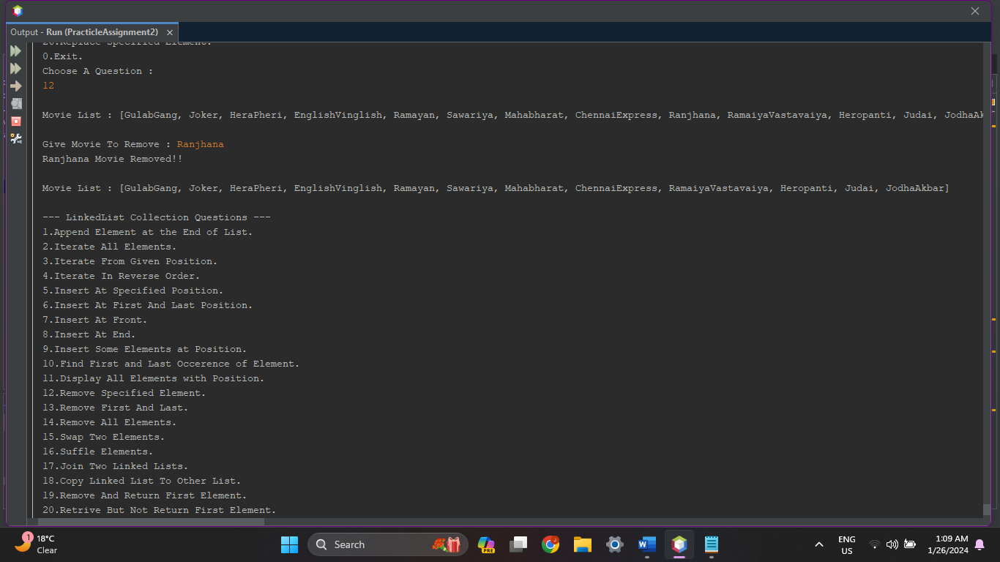 Output - Run (PracticleAssignment2) ×
0.Exit.
Choose A Question :
12
Movie List : [GulabGang, Joker, HeraPheri, EnglishVinglish, Ramayan, Sawariya, Mahabharat, ChennaiExpress, Ranjhana, RamaiyaVastavaiya, Heropanti, Judai, JodhaAk
Give Movie To Remove : Ranjhana
Ranjhana Movie Removed!!
Movie List : [GulabGang, Joker, HeraPheri, EnglishVinglish, Ramayan, Sawariya, Mahabharat, ChennaiExpress, RamaiyaVastavaiya, Heropanti, Judai, JodhaAkbar]
--- LinkedList Collection Questions ---
1.Append Element at the End of List.
2.Iterate All Elements.
3.Iterate From Given Position.
4.Iterate In Reverse Order.
5.Insert At Specified Position.
6.Insert At First And Last Position.
7.Insert At Front.
8.Insert At End.
9.Insert Some Elements at Position.
10.Find First and Last Occerence of Element.
11.Display All Elements with Position.
12.Remove Specified Element.
13.Remove First And Last.
14.Remove All Elements.
15.Swap Two Elements.
16.Suffle Elements.
17.Join Two Linked Lists.
18.Copy Linked List To Other List.
19.Remove And Return First Element.
20.Retrive But Not Return First Element.
1
18°C
Clear
Search
PRE
ENG
US
1:09 AM
1/26/2024